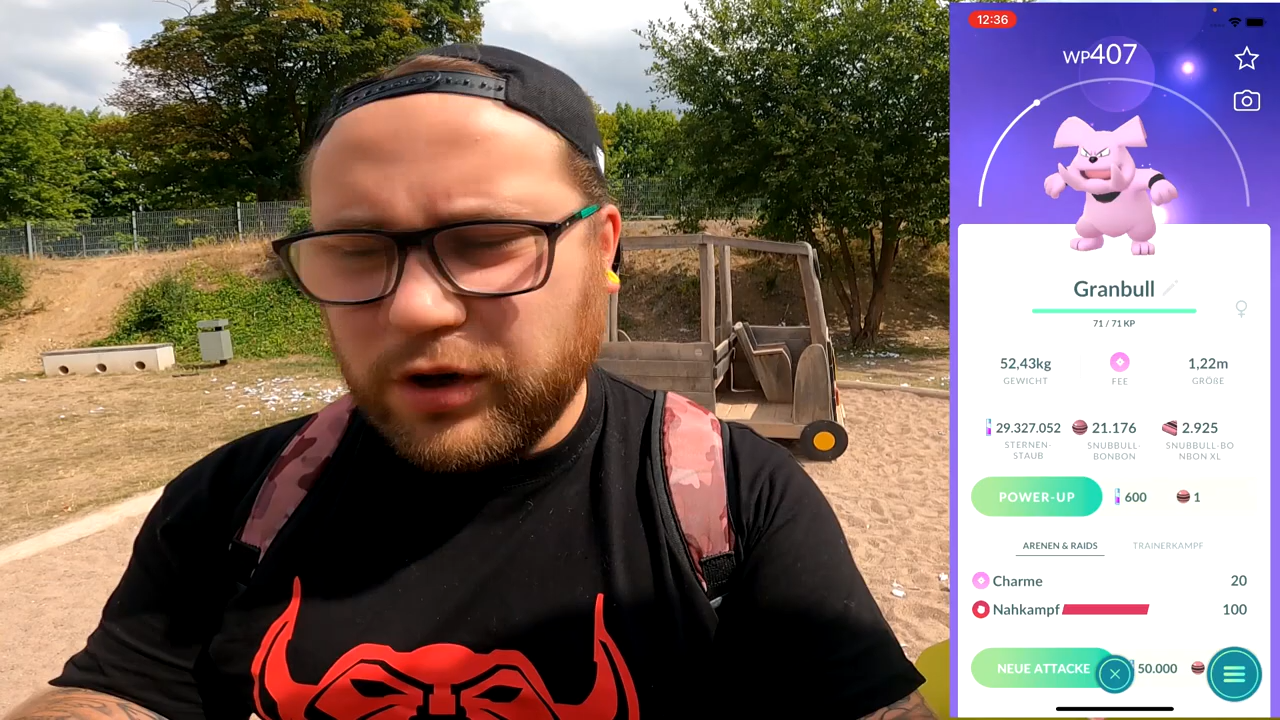 12:36
WP407
Granbull
71 / 71 KP
52,43kg
GEWICHT
FEE
1,22m
GRÖßE
29.327.052
STERNEN-
STAUB
21.176
SNUBBULL-
BONBON
2.925
SNUBBULL-BO
NBON XL
POWER-UP
600
1
ARENEN & RAIDS
TRAINERKAMPF
Charme
20
Nahkampf
100
NEUE ATTACKE
50.000